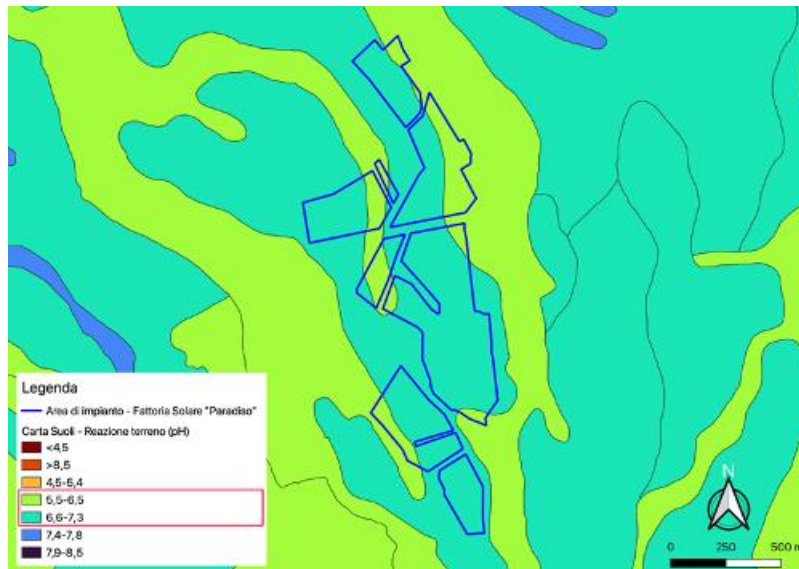 Legenda
Area di impianto - Fattoria Solare "Paradiso"
Carta Suoli - Reazione terreno (pH)
<4,5
>8,5
4,5-5,4
5,5-6,5
6,6-7,3
7,4-7,8
7,9-8,5
N
0 250 500 m